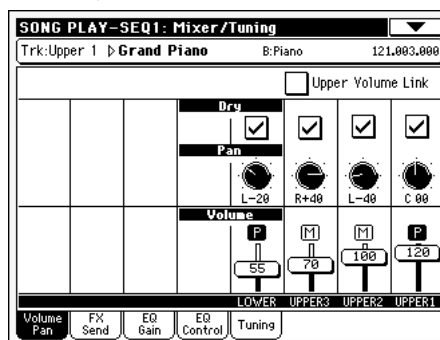 SONG PLAY-SEQ1: Mixer/Tuning
Trk:Upper 1 ▷Grand Piano B:Piano 121.003.000
Upper Volume Link
Dry
Pan
L-20 R+40 L-40 C 00
Volume
P M M P
55 70 100 120
LOWER UPPER3 UPPER2 UPPER1
Volume Pan FX Send EQ Gain EQ Control Tuning